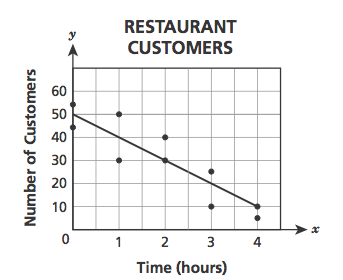 RESTAURANT
CUSTOMERS
y
Number of Customers
60
50
40
30
20
10
0
1 2 3 4
x
Time (hours)